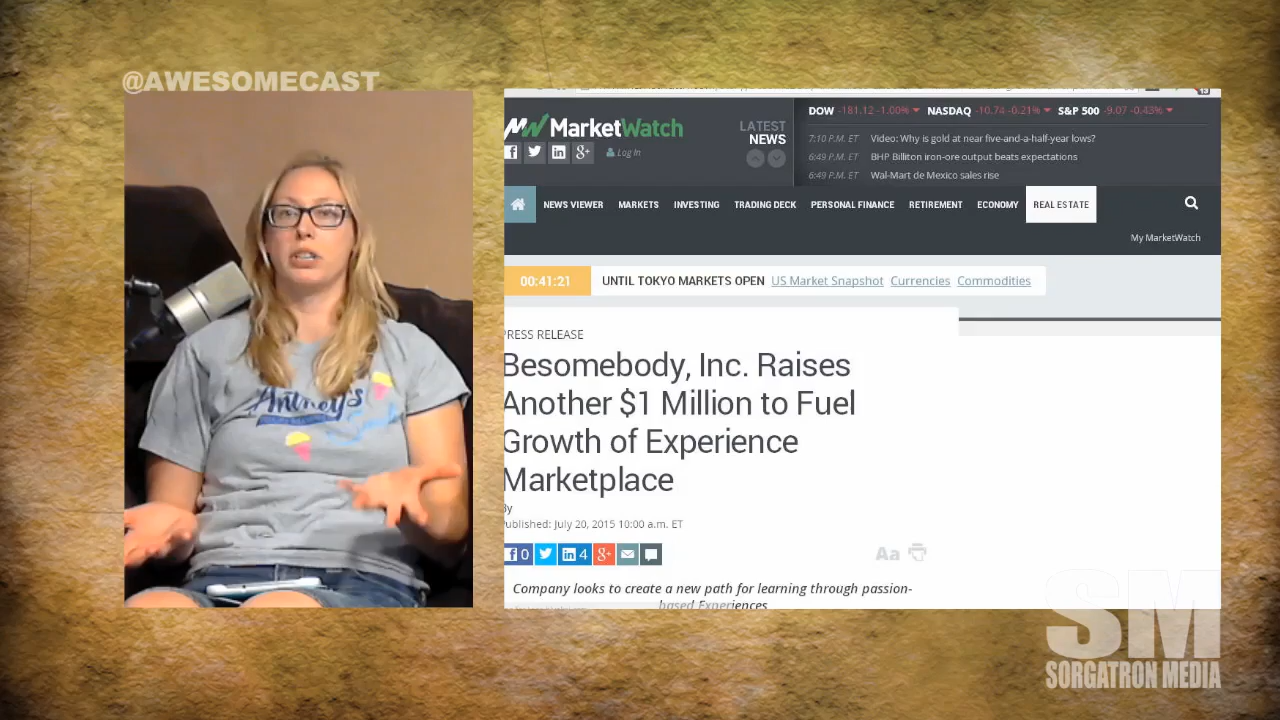 @AWESOMECAST
MarketWatch
Log In
LATEST
NEWS
DOW -181.12 -1.00% NASDAQ -10.74 -0.21% S&P 500 -9.07 -0.43%
7:10 P.M. ET Video: Why is gold at near five-and-a-half-year lows?
6:49 P.M. ET BHP Billiton iron-ore output beats expectations
6:49 P.M. ET Wal-Mart de Mexico sales rise
NEWS VIEWER MARKETS INVESTING TRADING DECK PERSONAL FINANCE RETIREMENT ECONOMY REAL ESTATE
My MarketWatch
00:41:21 UNTIL TOKYO MARKETS OPEN US Market Snapshot Currencies Commodities
PRESS RELEASE
Besomebody, Inc. Raises
Another $1 Million to Fuel
Growth of Experience
Marketplace
By
Published: July 20, 2015 10:00 a.m. ET
0 4 Aa
Company looks to create a new path for learning through passion-
based Experiences
Antney's
13
SM
SORGATRON MEDIA